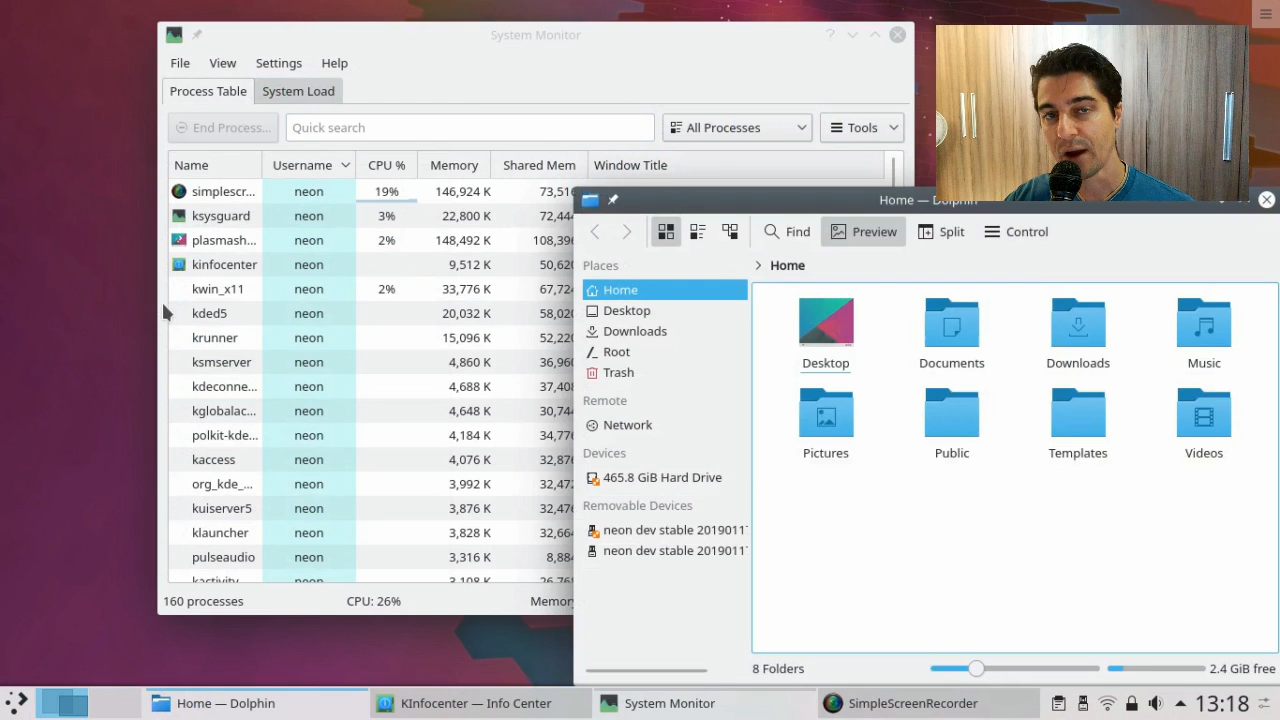 System Monitor
File View Settings Help
Process Table System Load
End Process... Quick search All Processes Tools
Name Username CPU % Memory Shared Mem Window Title
simplescr... neon 19% 146,924 K
ksysguard neon 3% 22,800 K
plasmash... neon 2% 148,492 K
kinfocenter neon 9,512 K
kwin_x11 neon 2% 33,776 K
kded5 neon 20,032 K
krunner neon 15,096 K
ksmserver neon 4,860 K
kdeconne... neon 4,688 K
kglobalac... neon 4,648 K
polkit-kde... neon 4,184 K
kaccess neon 4,076 K
org_kde_... neon 3,992 K
kuiserver5 neon 3,876 K
klauncher neon 3,828 K
pulseaudio neon 3,316 K
160 processes CPU: 26%
Home — Dolphin
Find Preview Split Control
Places
Home
Desktop
Downloads
Root
Trash
Remote
Network
Devices
465.8 GiB Hard Drive
Removable Devices
neon dev stable 2019011
neon dev stable 2019011
Home
Desktop Documents Downloads Music
Pictures Public Templates Videos
8 Folders 2.4 GiB free
Home — Dolphin KInfocenter — Info Center System Monitor SimpleScreenRecorder 13:18